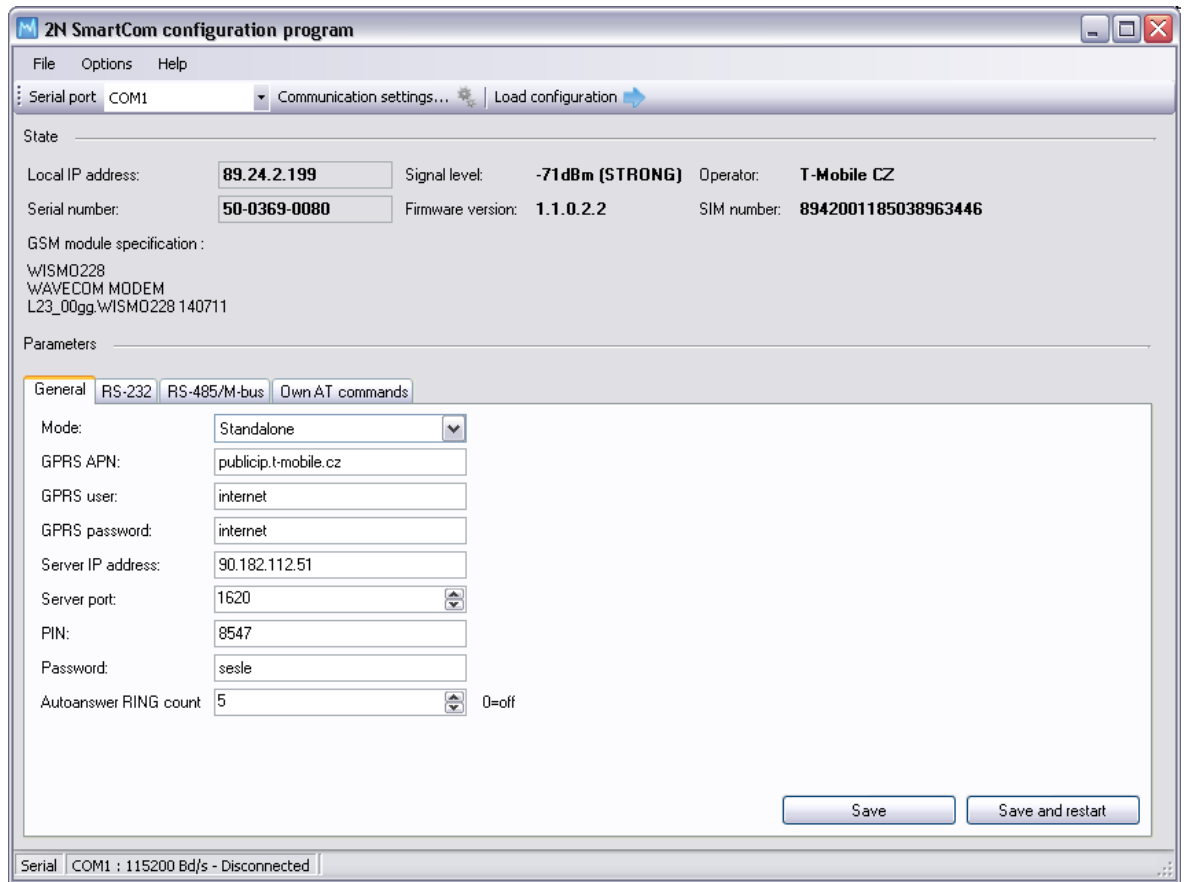 2N SmartCom configuration program
File Options Help
Serial port COM1 Communication settings... Load configuration
State
Local IP address: 89.24.2.199 Signal level: -71dBm (STRONG) Operator: T-Mobile CZ
Serial number: 50-0369-0080 Firmware version: 1.1.0.2.2 SIM number: 8942001185038963446
GSM module specification :
WISMO228
WAVECOM MODEM
L23_00gg.WISMO228 140711
Parameters
General RS-232 RS-485/M-bus Own AT commands
Mode: Standalone
GPRS APN: publicip.t-mobile.cz
GPRS user: internet
GPRS password: internet
Server IP address: 90.182.112.51
Server port: 1620
PIN: 8547
Password: sesle
Autoanswer RING count 5 0=off
Save Save and restart
Serial COM1 : 115200 Bd/s - Disconnected